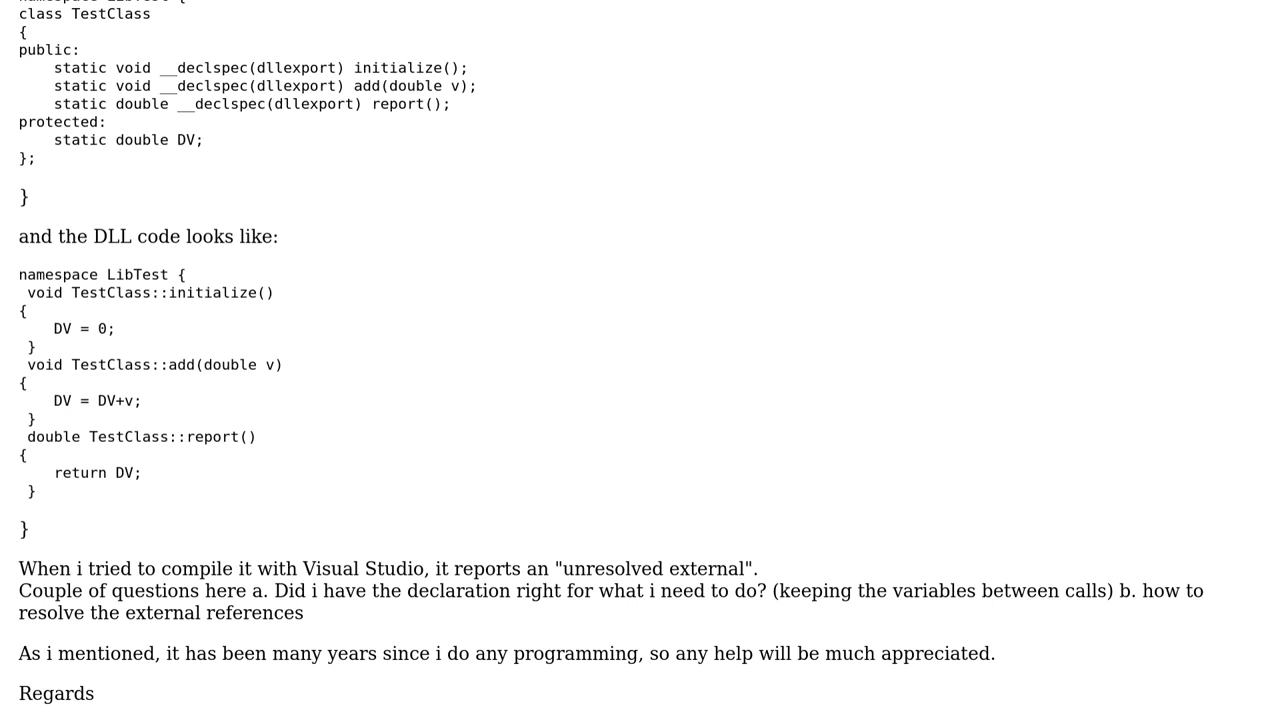 namespace LibTest {
class TestClass
{
public:
    static void __declspec(dllexport) initialize();
    static void __declspec(dllexport) add(double v);
    static double __declspec(dllexport) report();
protected:
    static double DV;
};
}
and the DLL code looks like:
namespace LibTest {
 void TestClass::initialize()
{
    DV = 0;
 }
 void TestClass::add(double v)
{
    DV = DV+v;
 }
 double TestClass::report()
{
    return DV;
 }
}
When i tried to compile it with Visual Studio, it reports an "unresolved external".
Couple of questions here a. Did i have the declaration right for what i need to do? (keeping the variables between calls) b. how to
resolve the external references
As i mentioned, it has been many years since i do any programming, so any help will be much appreciated.
Regards